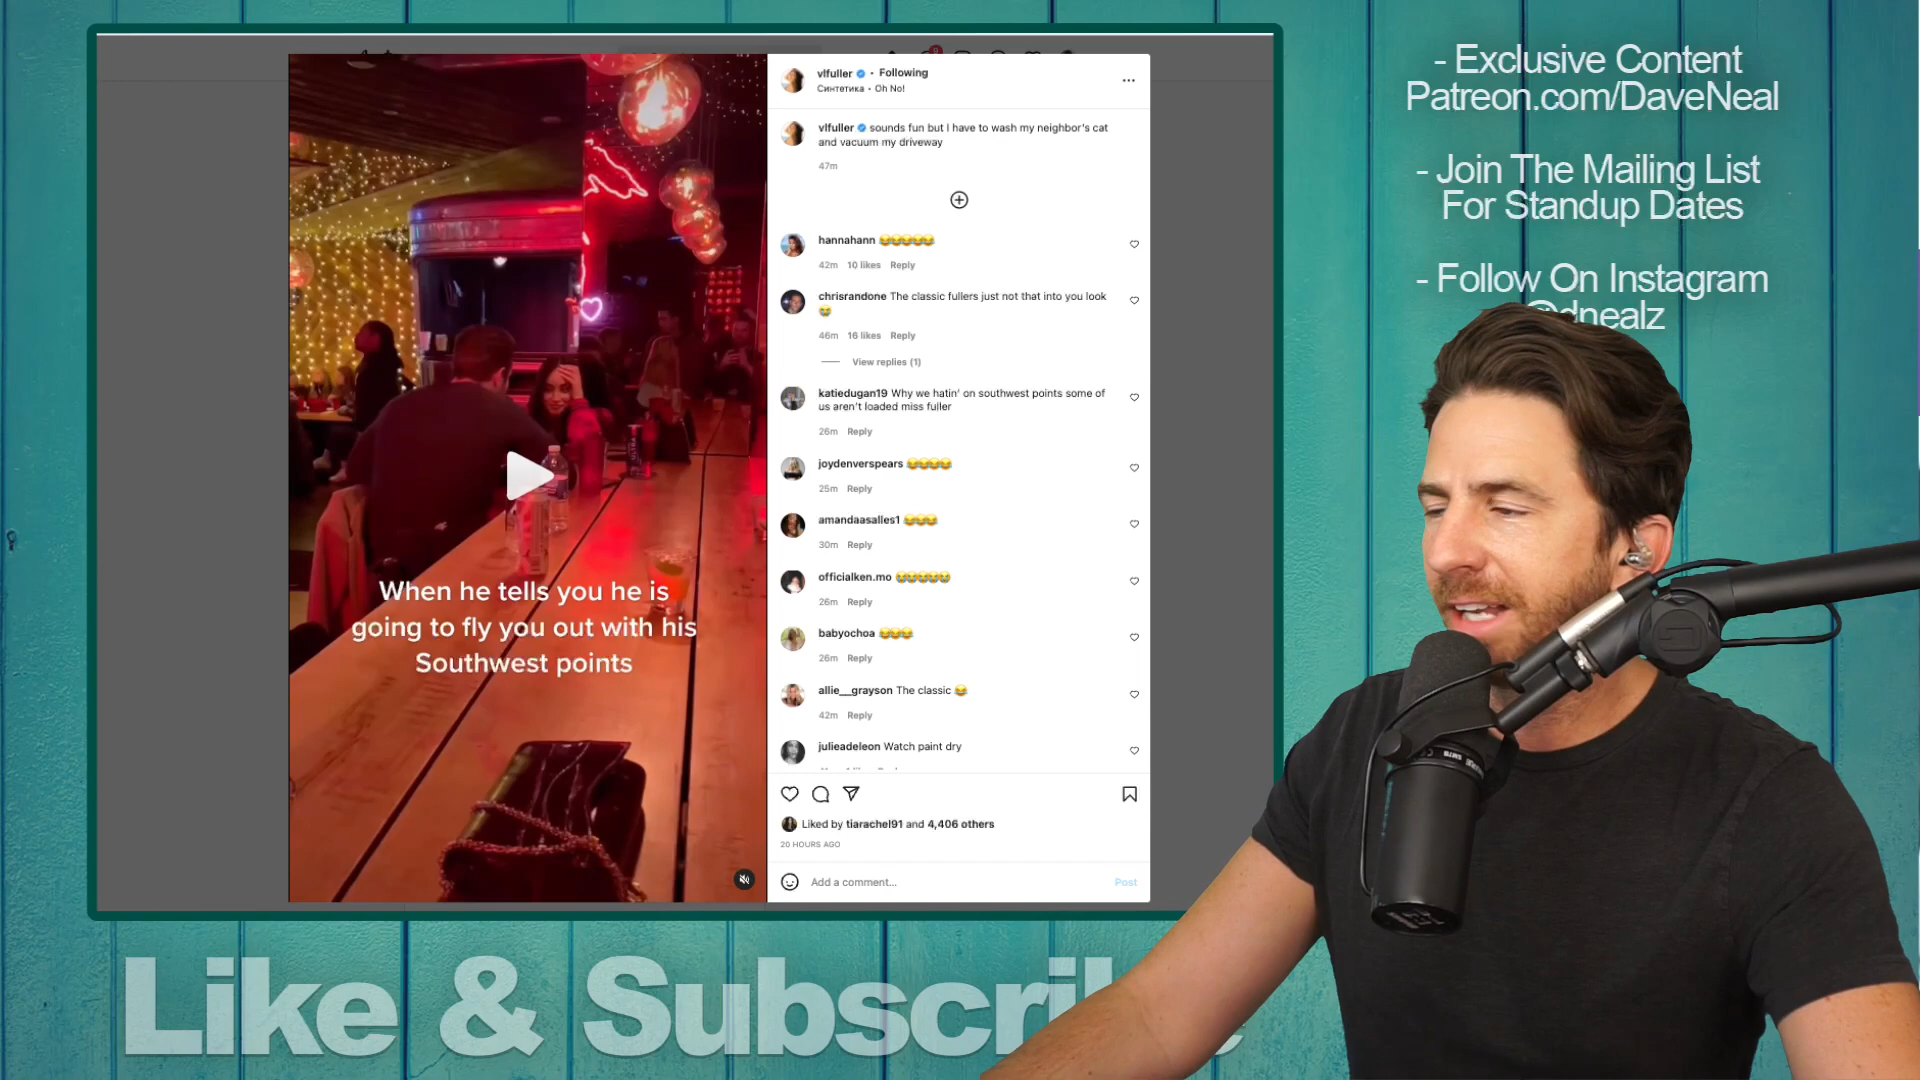 - Exclusive Content
Patreon.com/DaveNeal
- Join The Mailing List
For Standup Dates
- Follow On Instagram
@dnealz
vlfuller • Following
Синтетика • Oh No!
vlfuller sounds fun but I have to wash my neighbor's cat
and vacuum my driveway
47m
hannahann 😂😂😂😂😂
42m 10 likes Reply
chrisrandone The classic fullers just not that into you look
😭
46m 16 likes Reply
View replies (1)
katiedugan19 Why we hatin' on southwest points some of
us aren't loaded miss fuller
26m Reply
joydenverspears 😂😂😂😂
25m Reply
amandaasalles1 😂😂😂
30m Reply
officialken.mo 😭😭😭😭😭
26m Reply
babyochoa 😂😂😂
26m Reply
allie__grayson The classic 😂
42m Reply
julieadeleon Watch paint dry
Liked by tiarachel91 and 4,406 others
20 HOURS AGO
Add a comment...
Post
When he tells you he is
going to fly you out with his
Southwest points
ULTRA
SM7B SHURE
Like & Subscribe